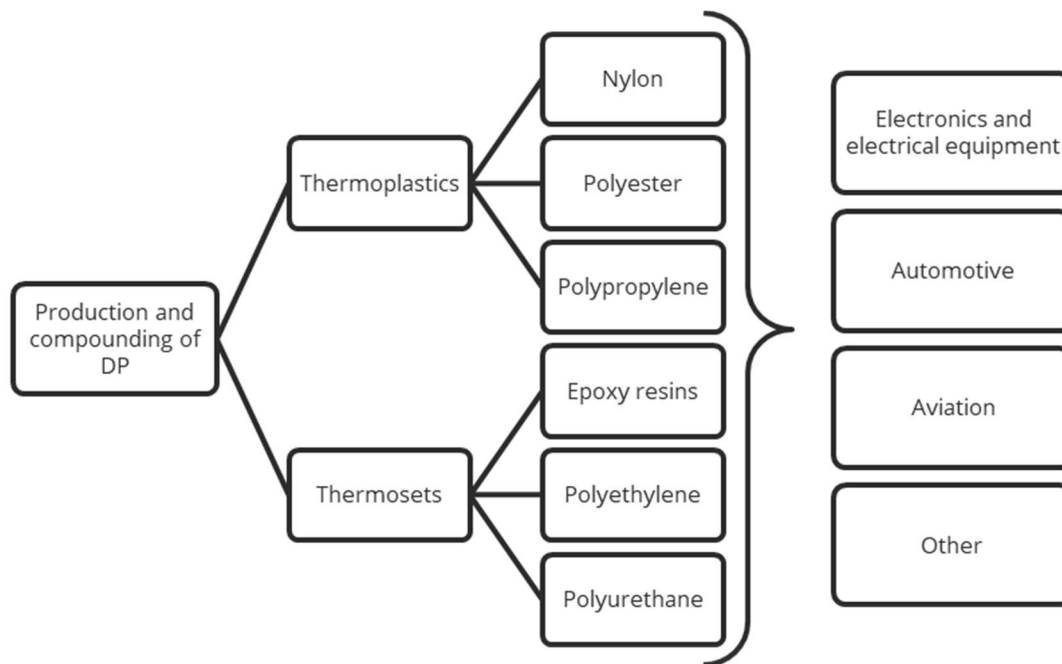 Production and
compounding of
DP
Thermoplastics
Thermosets
Nylon
Polyester
Polypropylene
Epoxy resins
Polyethylene
Polyurethane
Electronics and
electrical equipment
Automotive
Aviation
Other